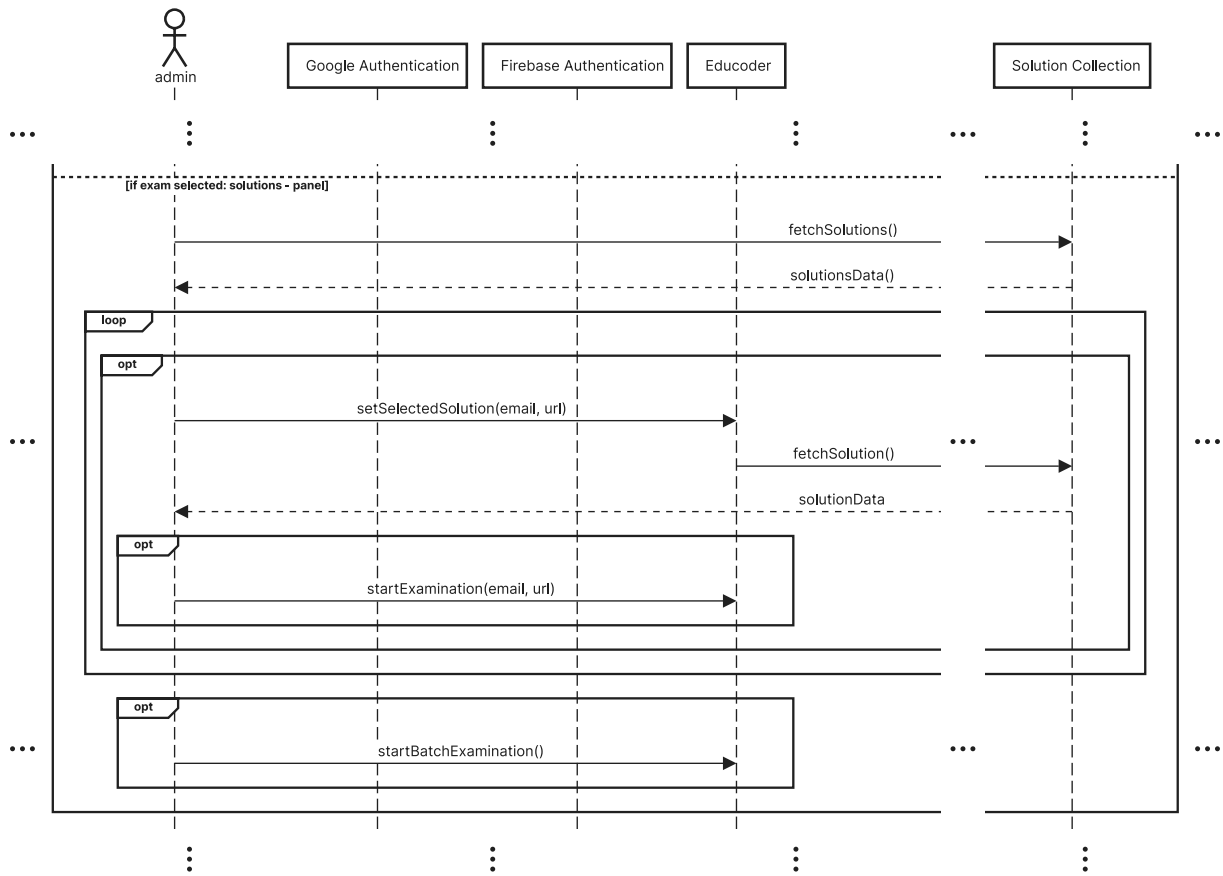 admin
Google Authentication
Firebase Authentication
Educoder
Solution Collection
[if exam selected: solutions - panel]
fetchSolutions()
solutionsData()
loop
opt
setSelectedSolution(email, url)
fetchSolution()
solutionData
opt
startExamination(email, url)
opt
startBatchExamination()